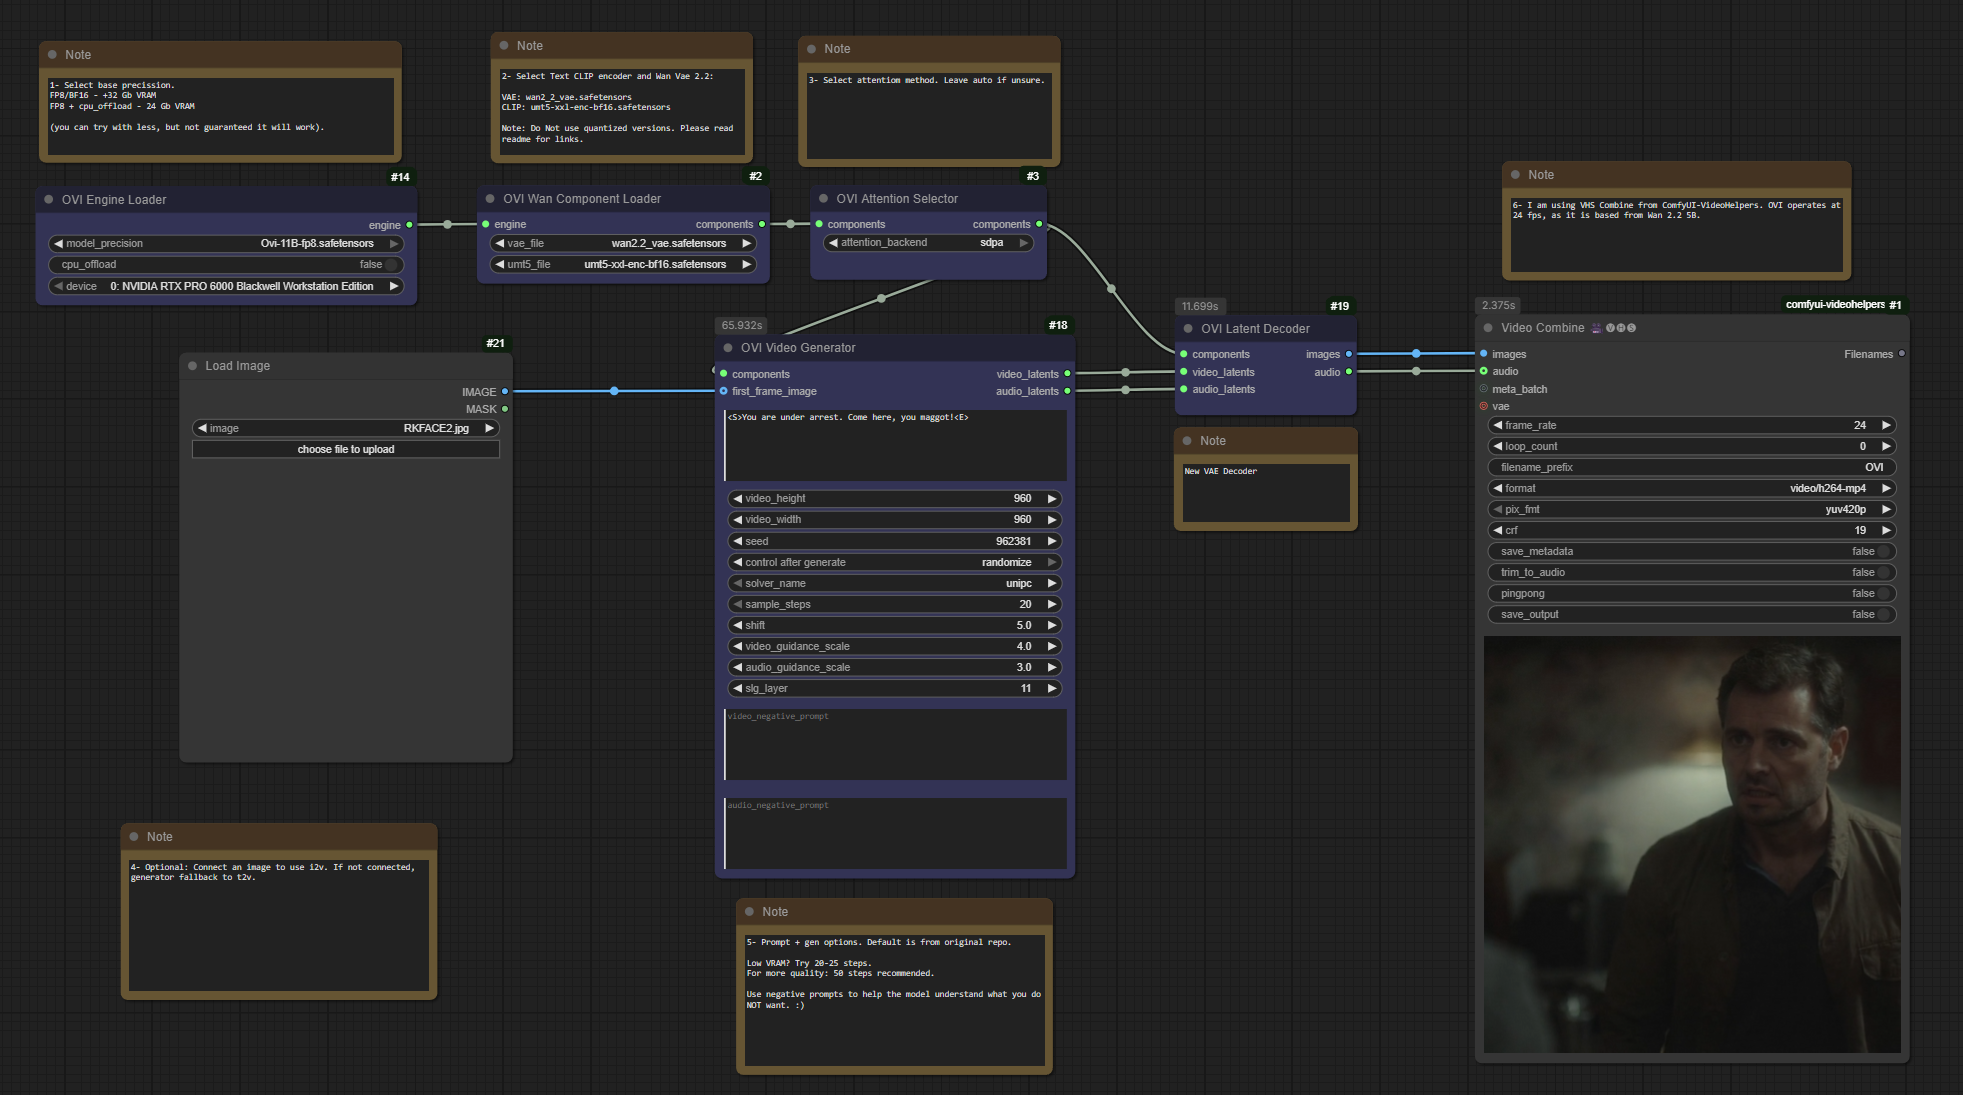 Note
1- Select base precission.
FP8/BF16 - +32 Gb VRAM
FP8 + cpu_offload - 24 Gb VRAM
(you can try with less, but not guaranteed it will work).
Note
2- Select Text CLIP encoder and Wan Vae 2.2:
VAE: wan2_2_vae.safetensors
CLIP: umt5-xxl-enc-bf16.safetensors
Note: Do Not use quantized versions. Please read
readme for links.
Note
3- Select attentiom method. Leave auto if unsure.
#14
OVI Engine Loader
engine
model_precision Ovi-11B-fp8.safetensors
cpu_offload false
device 0: NVIDIA RTX PRO 6000 Blackwell Workstation Edition
#2
OVI Wan Component Loader
engine components
vae_file wan2.2_vae.safetensors
umt5_file umt5-xxl-enc-bf16.safetensors
#3
OVI Attention Selector
components components
attention_backend sdpa
Note
6- I am using VHS Combine from ComfyUI-VideoHelpers. OVI operates at
24 fps, as it is based from Wan 2.2 5B.
#21
Load Image
IMAGE
MASK
image RKFACE2.jpg
choose file to upload
65.932s #18
OVI Video Generator
components video_latents
first_frame_image audio_latents
<S>You are under arrest. Come here, you maggot!<E>
video_height 960
video_width 960
seed 962381
control after generate randomize
solver_name unipc
sample_steps 20
shift 5.0
video_guidance_scale 4.0
audio_guidance_scale 3.0
slg_layer 11
video_negative_prompt
audio_negative_prompt
11.699s #19
OVI Latent Decoder
components images
video_latents audio
audio_latents
Note
New VAE Decoder
2.375s comfyui-videohelpers #1
Video Combine VHS
images Filenames
audio
meta_batch
vae
frame_rate 24
loop_count 0
filename_prefix OVI
format video/h264-mp4
pix_fmt yuv420p
crf 19
save_metadata false
trim_to_audio false
pingpong false
save_output false
Note
4- Optional: Connect an image to use i2v. If not connected,
generator fallback to t2v.
Note
5- Prompt + gen options. Default is from original repo.
Low VRAM? Try 20-25 steps.
For more quality: 50 steps recommended.
Use negative prompts to help the model understand what you do
NOT want. :)